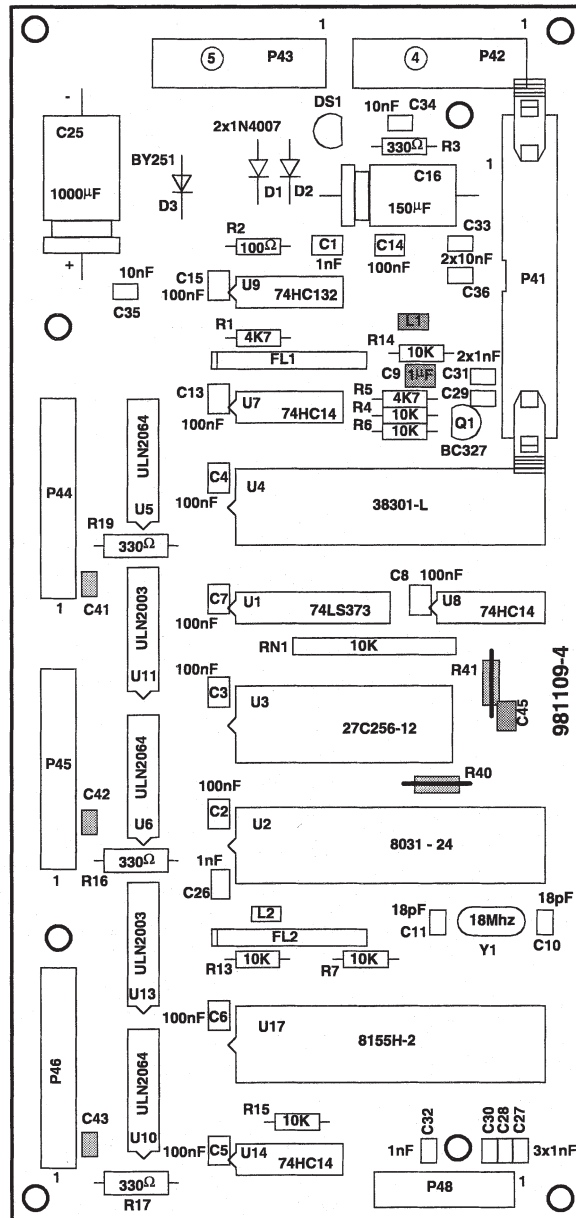 1
1
5
P43
4
P42
-
C25
1000µF
+
BY251
D3
2x1N4007
D1
D2
DS1
10nF
C34
330Ω
R3
1
C16
150µF
R2
100Ω
C1
1nF
C14
100nF
C33
2x10nF
C36
P41
10nF
C35
C15
100nF
U9
74HC132
R1
4K7
FL1
L1
R14
10K
C9
1µF
2x1nF
C31
C29
C13
100nF
U7
74HC14
R5
4K7
R4
10K
R6
10K
Q1
BC327
P44
1
ULN2064
U5
C4
100nF
U4
38301-L
R19
330Ω
C41
ULN2003
U11
C7
100nF
U1
74LS373
C8
100nF
U8
74HC14
RN1
10K
100nF
C3
U3
27C256-12
R41
C45
981109-4
P45
1
C42
ULN2064
U6
R40
100nF
C2
U2
8031 - 24
330Ω
R16
1nF
C26
ULN2003
U13
L2
FL2
R13
10K
R7
10K
18pF
C11
18Mhz
Y1
18pF
C10
P46
1
C43
ULN2064
U10
C6
100nF
U17
8155H-2
R15
10K
C5
100nF
U14
74HC14
330Ω
R17
C32
1nF
C30
C28
C27
3x1nF
P48
1